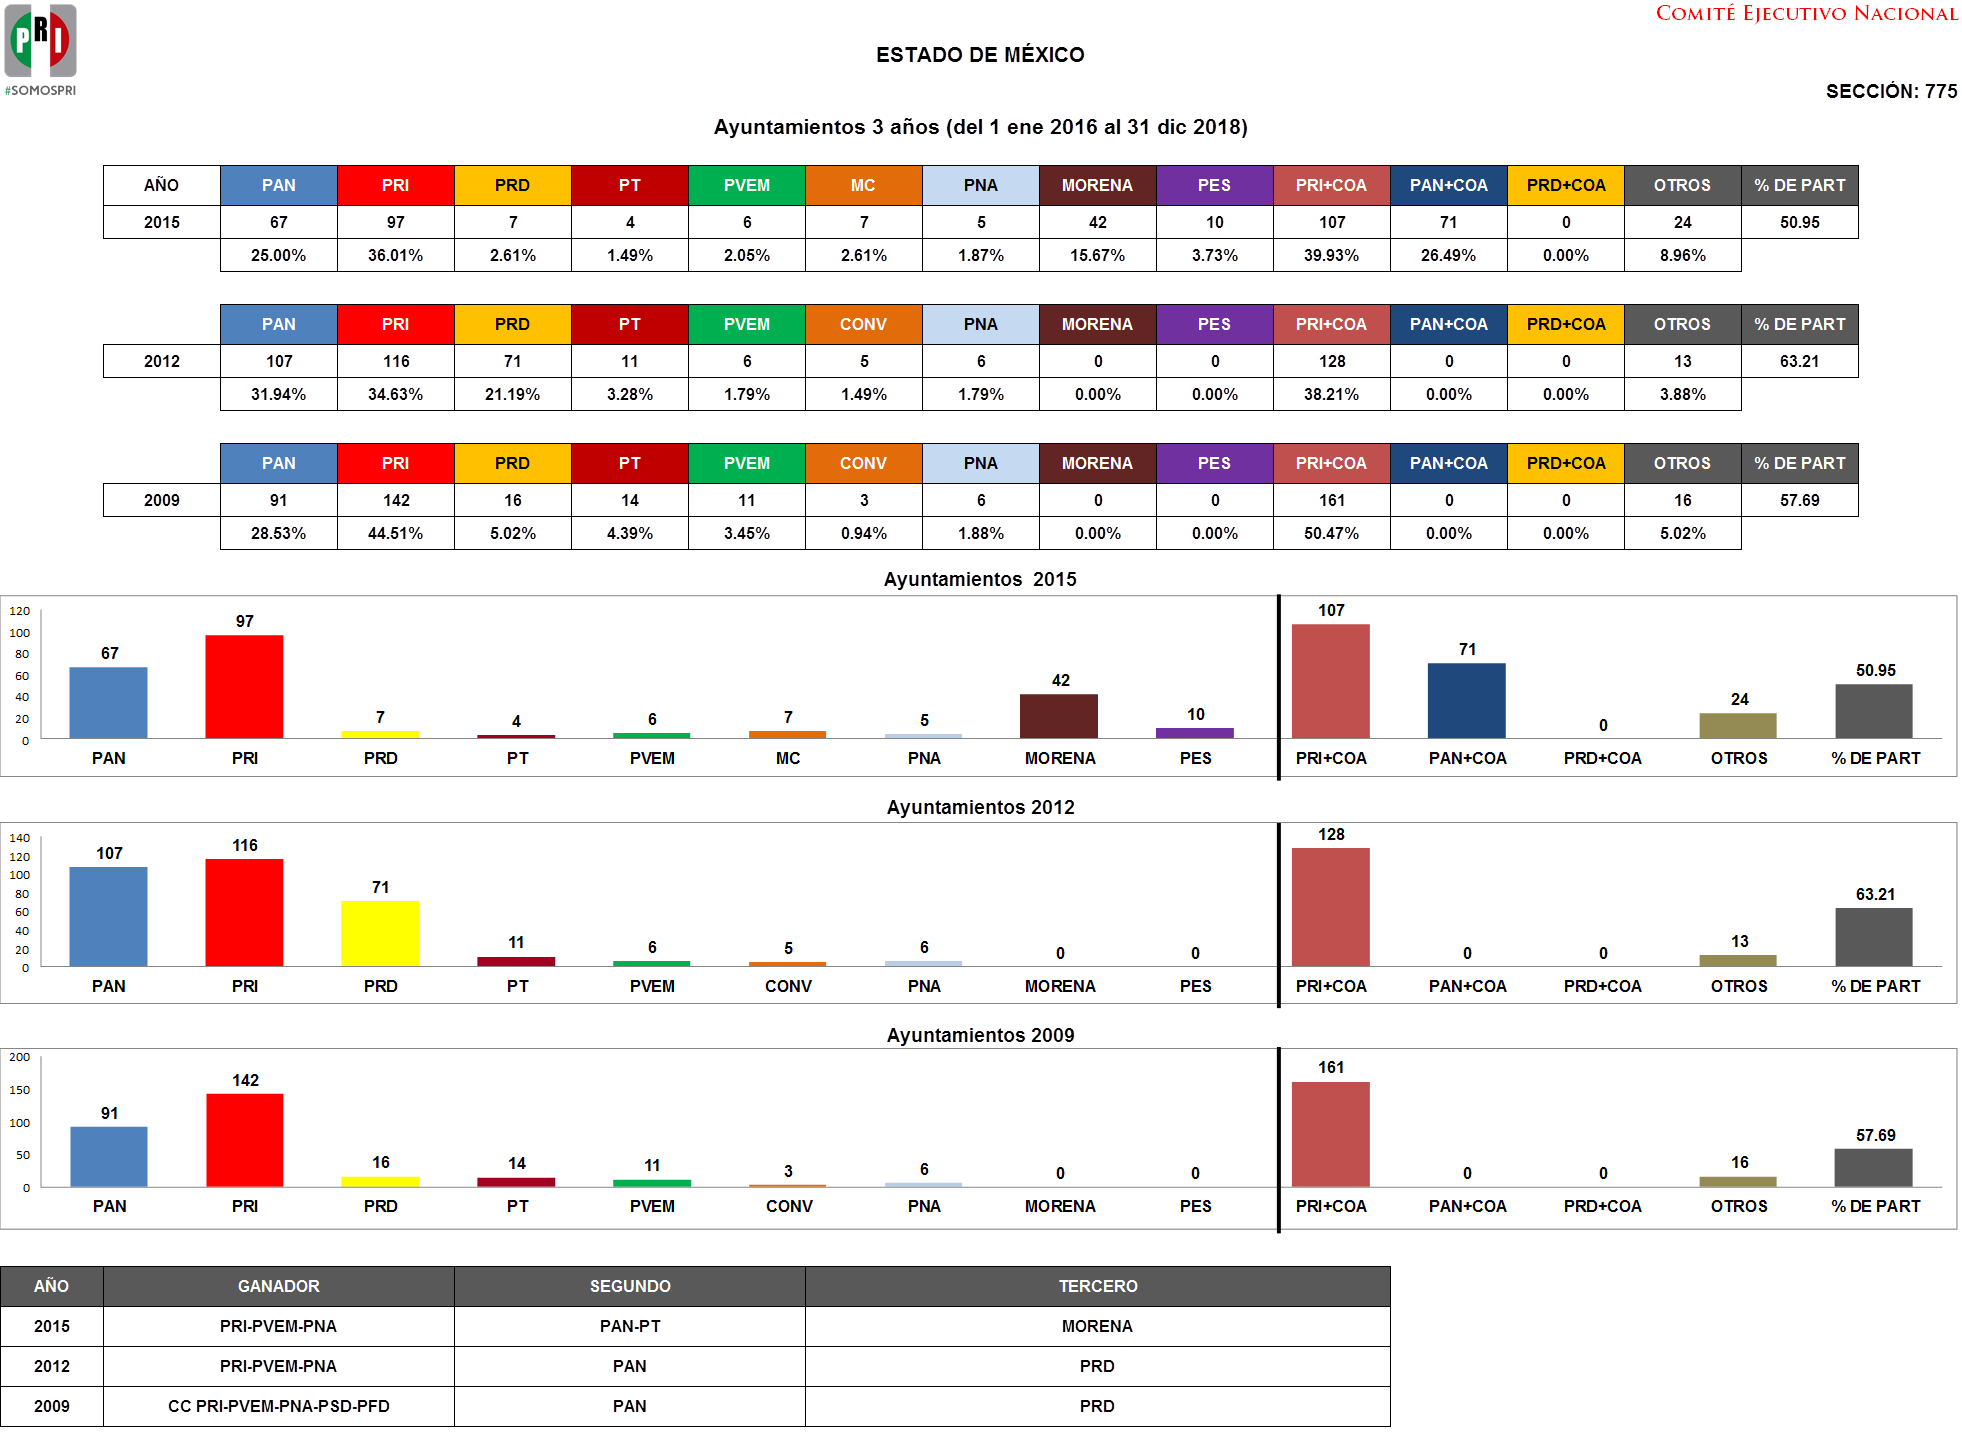 PRI
#SOMOSPRI
COMITÉ EJECUTIVO NACIONAL
ESTADO DE MÉXICO
SECCIÓN: 775
Ayuntamientos 3 años (del 1 ene 2016 al 31 dic 2018)
AÑO PAN PRI PRD PT PVEM MC PNA MORENA PES PRI+COA PAN+COA PRD+COA OTROS % DE PART
2015 67 97 7 4 6 7 5 42 10 107 71 0 24 50.95
25.00% 36.01% 2.61% 1.49% 2.05% 2.61% 1.87% 15.67% 3.73% 39.93% 26.49% 0.00% 8.96%
PAN PRI PRD PT PVEM CONV PNA MORENA PES PRI+COA PAN+COA PRD+COA OTROS % DE PART
2012 107 116 71 11 6 5 6 0 0 128 0 0 13 63.21
31.94% 34.63% 21.19% 3.28% 1.79% 1.49% 1.79% 0.00% 0.00% 38.21% 0.00% 0.00% 3.88%
PAN PRI PRD PT PVEM CONV PNA MORENA PES PRI+COA PAN+COA PRD+COA OTROS % DE PART
2009 91 142 16 14 11 3 6 0 0 161 0 0 16 57.69
28.53% 44.51% 5.02% 4.39% 3.45% 0.94% 1.88% 0.00% 0.00% 50.47% 0.00% 0.00% 5.02%
Ayuntamientos 2015
120
100
80
60
40
20
0
67 97 7 4 6 7 5 42 10 107 71 0 24 50.95
PAN PRI PRD PT PVEM MC PNA MORENA PES PRI+COA PAN+COA PRD+COA OTROS % DE PART
Ayuntamientos 2012
140
120
100
80
60
40
20
0
107 116 71 11 6 5 6 0 0 128 0 0 13 63.21
PAN PRI PRD PT PVEM CONV PNA MORENA PES PRI+COA PAN+COA PRD+COA OTROS % DE PART
Ayuntamientos 2009
200
150
100
50
0
91 142 16 14 11 3 6 0 0 161 0 0 16 57.69
PAN PRI PRD PT PVEM CONV PNA MORENA PES PRI+COA PAN+COA PRD+COA OTROS % DE PART
AÑO GANADOR SEGUNDO TERCERO
2015 PRI-PVEM-PNA PAN-PT MORENA
2012 PRI-PVEM-PNA PAN PRD
2009 CC PRI-PVEM-PNA-PSD-PFD PAN PRD